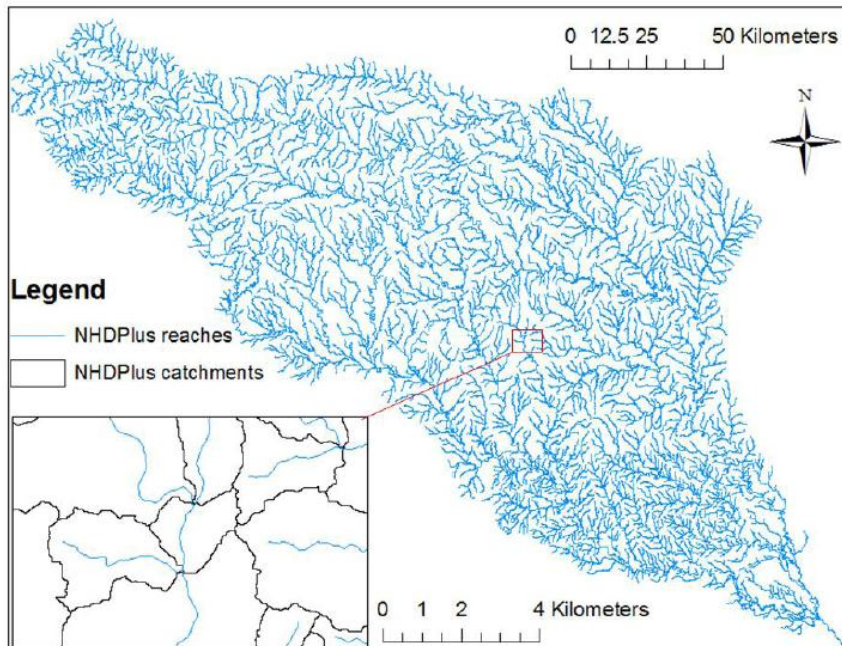 0 12.5 25 50 Kilometers
N
Legend
NHDPlus reaches
NHDPlus catchments
0 1 2 4 Kilometers